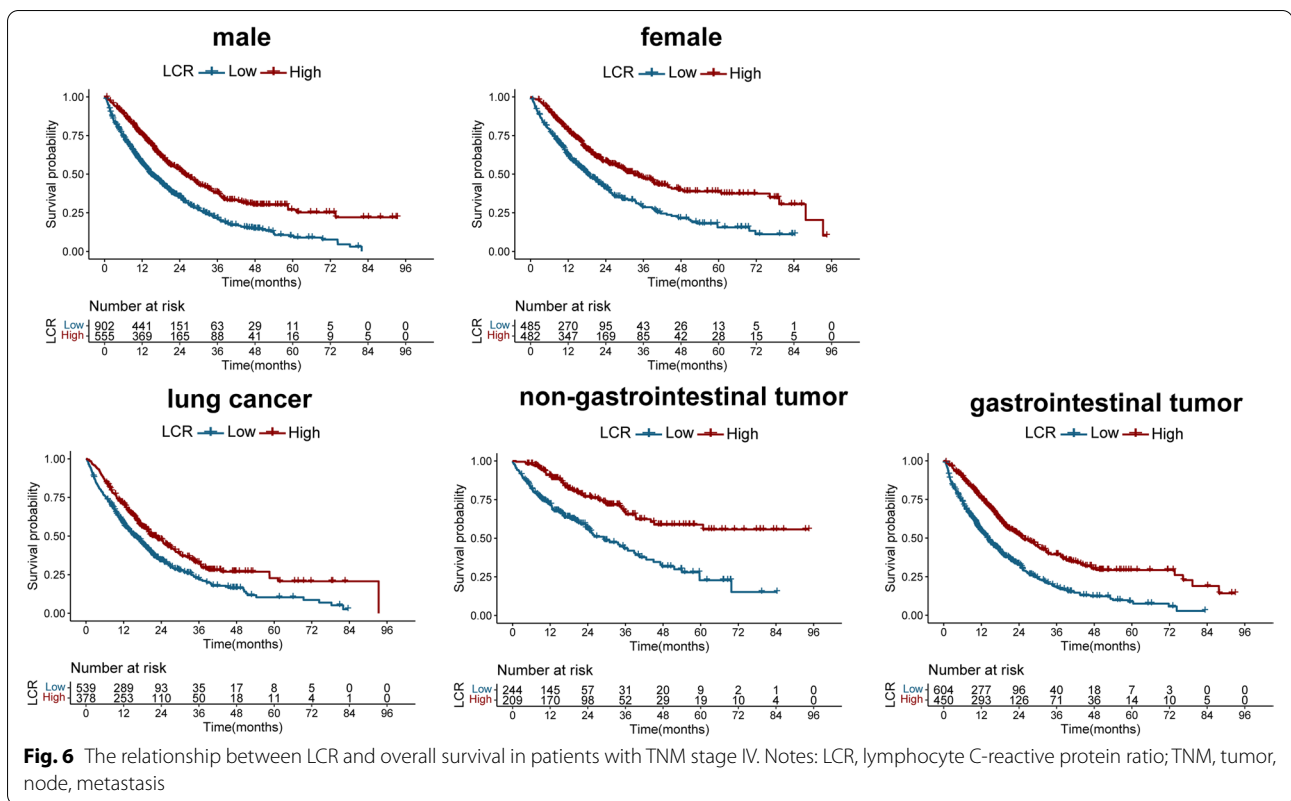 male
LCR Low High
1.00
0.75
0.50
0.25
0.00
Survival probability
0 12 24 36 48 60 72 84 96
Time(months)
Number at risk
LCR
Low 902 441 151 63 29 11 5 0 0
High 555 369 165 88 41 16 9 5 0
0 12 24 36 48 60 72 84 96
Time(months)
female
LCR Low High
1.00
0.75
0.50
0.25
0.00
Survival probability
0 12 24 36 48 60 72 84 96
Time(months)
Number at risk
LCR
Low 485 270 95 43 26 13 5 1 0
High 482 347 169 85 42 28 15 5 0
0 12 24 36 48 60 72 84 96
Time(months)
lung cancer
LCR Low High
1.00
0.75
0.50
0.25
0.00
Survival probability
0 12 24 36 48 60 72 84 96
Time(months)
Number at risk
LCR
Low 539 289 93 35 17 8 5 0 0
High 378 253 110 50 18 11 4 1 0
0 12 24 36 48 60 72 84 96
Time(months)
non-gastrointestinal tumor
LCR Low High
1.00
0.75
0.50
0.25
0.00
Survival probability
0 12 24 36 48 60 72 84 96
Time(months)
Number at risk
LCR
Low 244 145 57 31 20 9 2 1 0
High 209 170 98 52 29 19 10 4 0
0 12 24 36 48 60 72 84 96
Time(months)
gastrointestinal tumor
LCR Low High
1.00
0.75
0.50
0.25
0.00
Survival probability
0 12 24 36 48 60 72 84 96
Time(months)
Number at risk
LCR
Low 604 277 96 40 18 7 3 0 0
High 450 293 126 71 36 14 10 5 0
0 12 24 36 48 60 72 84 96
Time(months)
Fig. 6 The relationship between LCR and overall survival in patients with TNM stage IV. Notes: LCR, lymphocyte C-reactive protein ratio; TNM, tumor,
node, metastasis